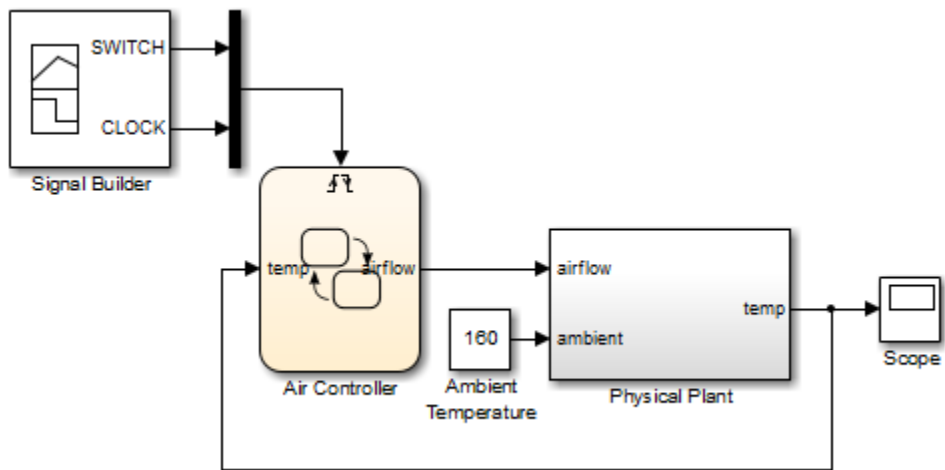 SWITCH
CLOCK
Signal Builder
temp
airflow
Air Controller
160
Ambient
Temperature
airflow
ambient
temp
Physical Plant
Scope